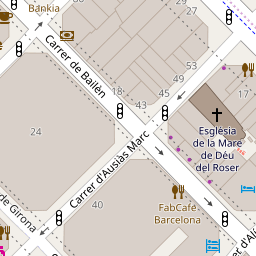 Bankia
Carrer de Bailèn
17
45
49
53
43
18
24
Església
de la Mare
de Déu
del Roser
Carrer d'Ausiàs Marc
40
FabCafé
Barcelona
de Girona